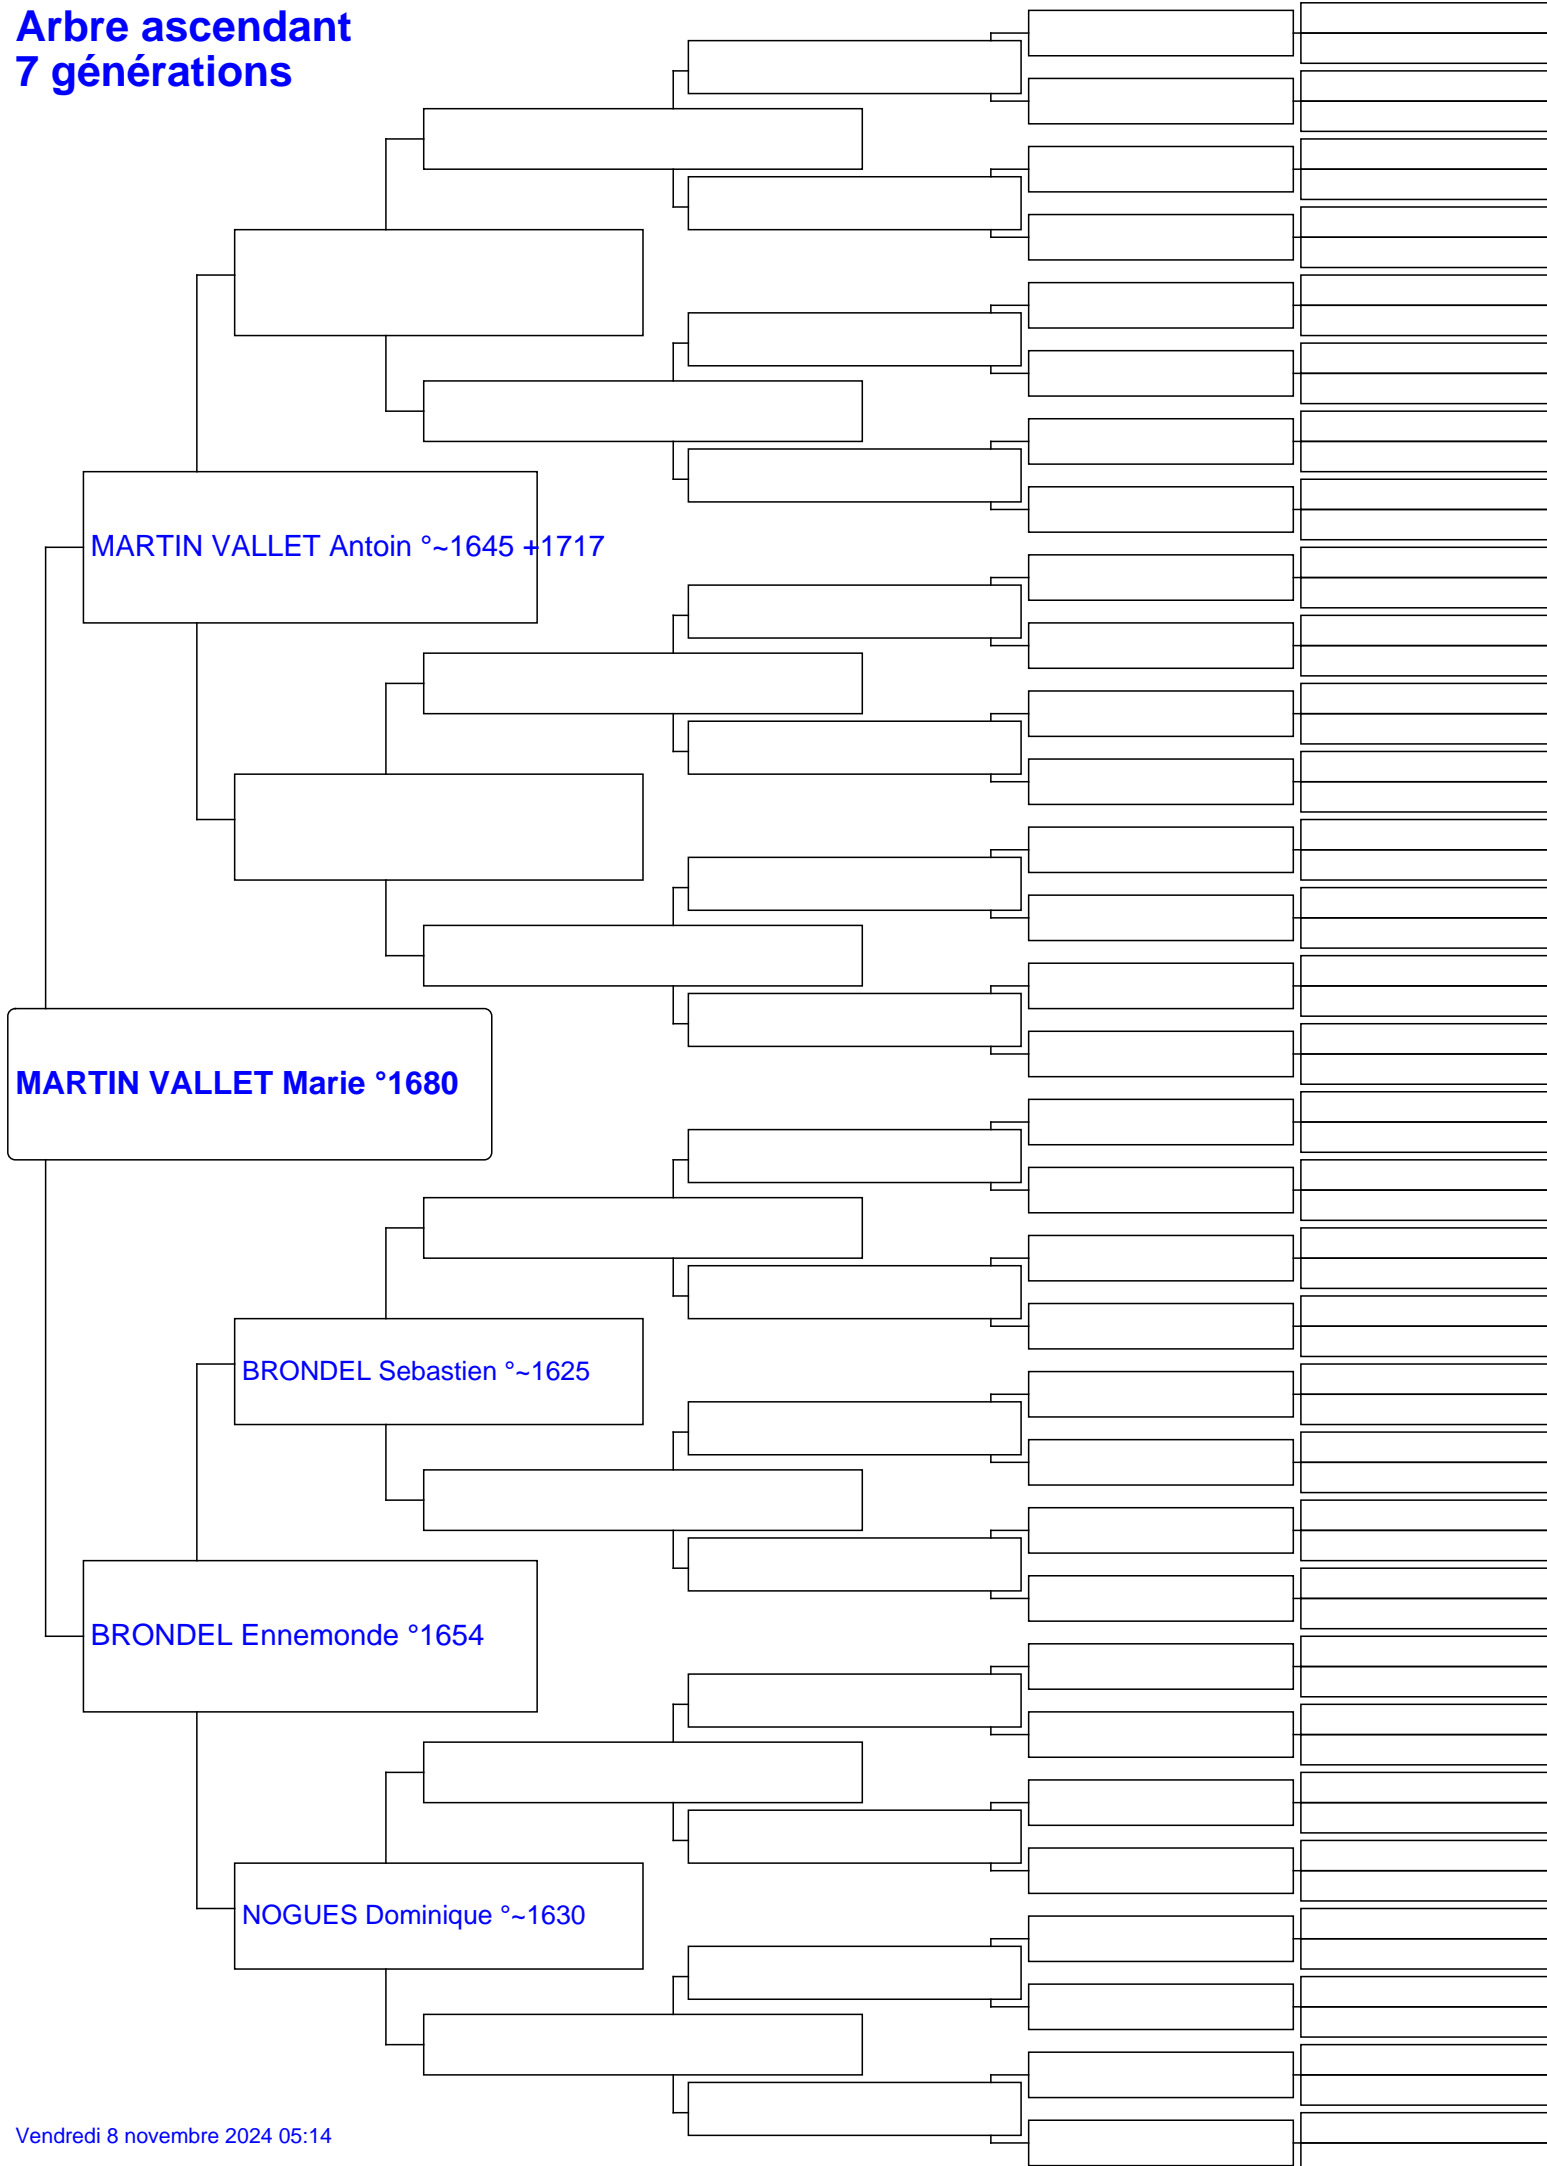 Arbre ascendant
7 générations
MARTIN VALLET Antoin °~1645 +1717
MARTIN VALLET Marie °1680
BRONDEL Sebastien °~1625
BRONDEL Ennemonde °1654
NOGUES Dominique °~1630
Vendredi 8 novembre 2024 05:14